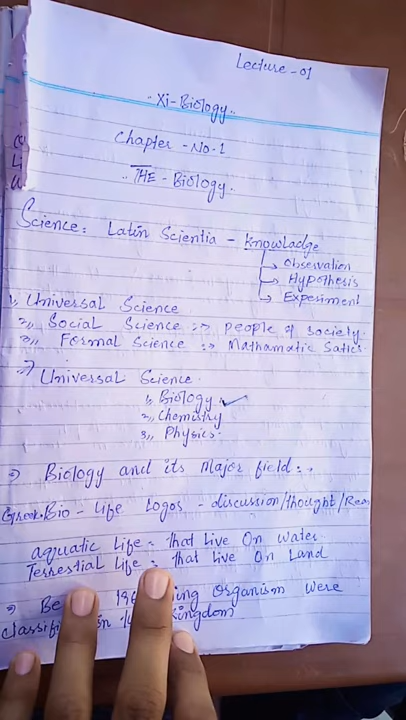 Lecture - 01
Xi - Biology
Chapter - No. 1
THE - Biology.
Science: Latin Scientia - Knowladge
Observation
Hypothesis
Experiment
1,, Universal Science
2,, Social Science :-> people of society.
3,, Formal Science :-> Mathamatic Satics
=> Universal Science.
1. Biology. ✓
2,, Chemistry
3,, Physics.
=> Biology and its Major field :.
Greek. Bio - Life Logos - discussion/thought/
aquatic Life = That Live On Water
Terrestial Life = That Live On Land
=> Organism Were
Kingdom